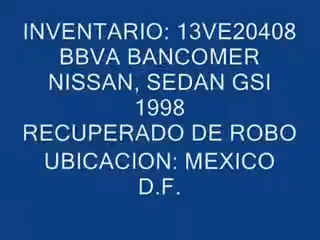 INVENTARIO: 13VE20408
BBVA BANCOMER
NISSAN, SEDAN GSI
1998
RECUPERADO DE ROBO
UBICACION: MEXICO
D.F.